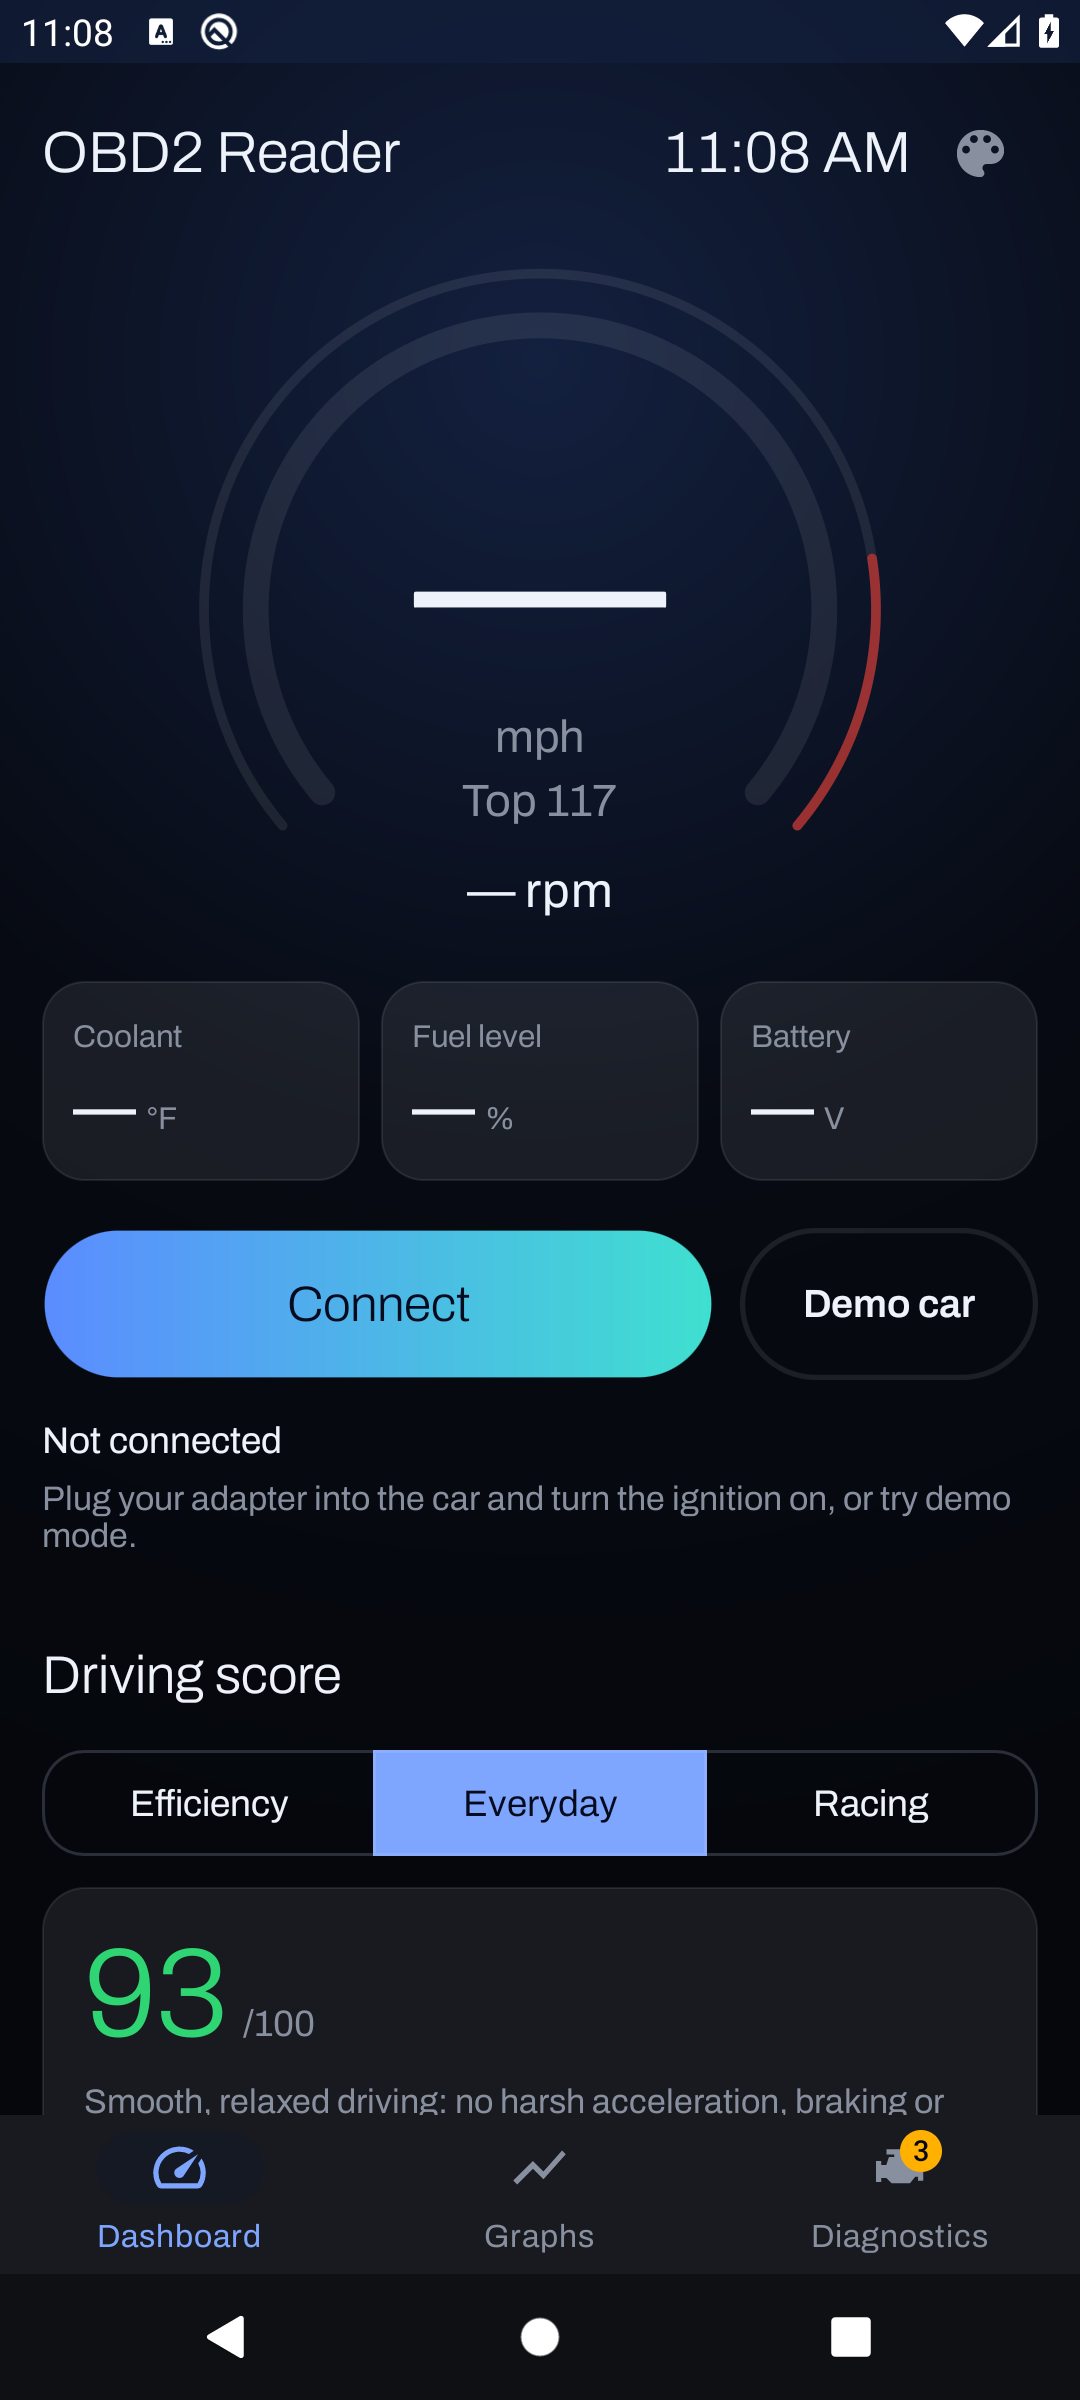 11:08
OBD2 Reader
11:08 AM
—
mph
Top 117
— rpm
Coolant
— °F
Fuel level
— %
Battery
— V
Connect
Demo car
Not connected
Plug your adapter into the car and turn the ignition on, or try demo
mode.
Driving score
Efficiency
Everyday
Racing
93 /100
Smooth, relaxed driving: no harsh acceleration, braking or
3
Dashboard
Graphs
Diagnostics